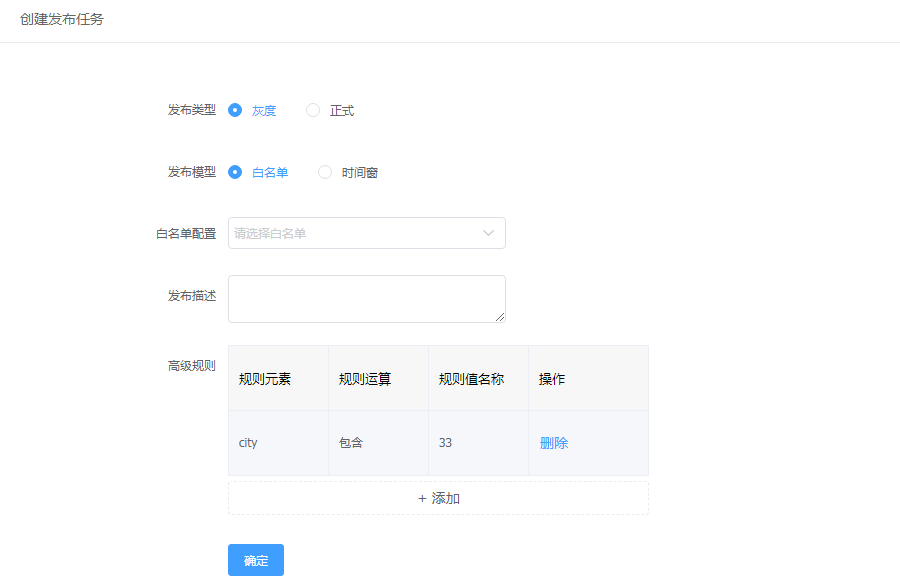 创建发布任务
发布类型 灰度 正式
发布模型 白名单 时间窗
白名单配置 请选择白名单
发布描述
高级规则 规则元素 规则运算 规则值名称 操作
city 包含 33 删除
+ 添加
确定